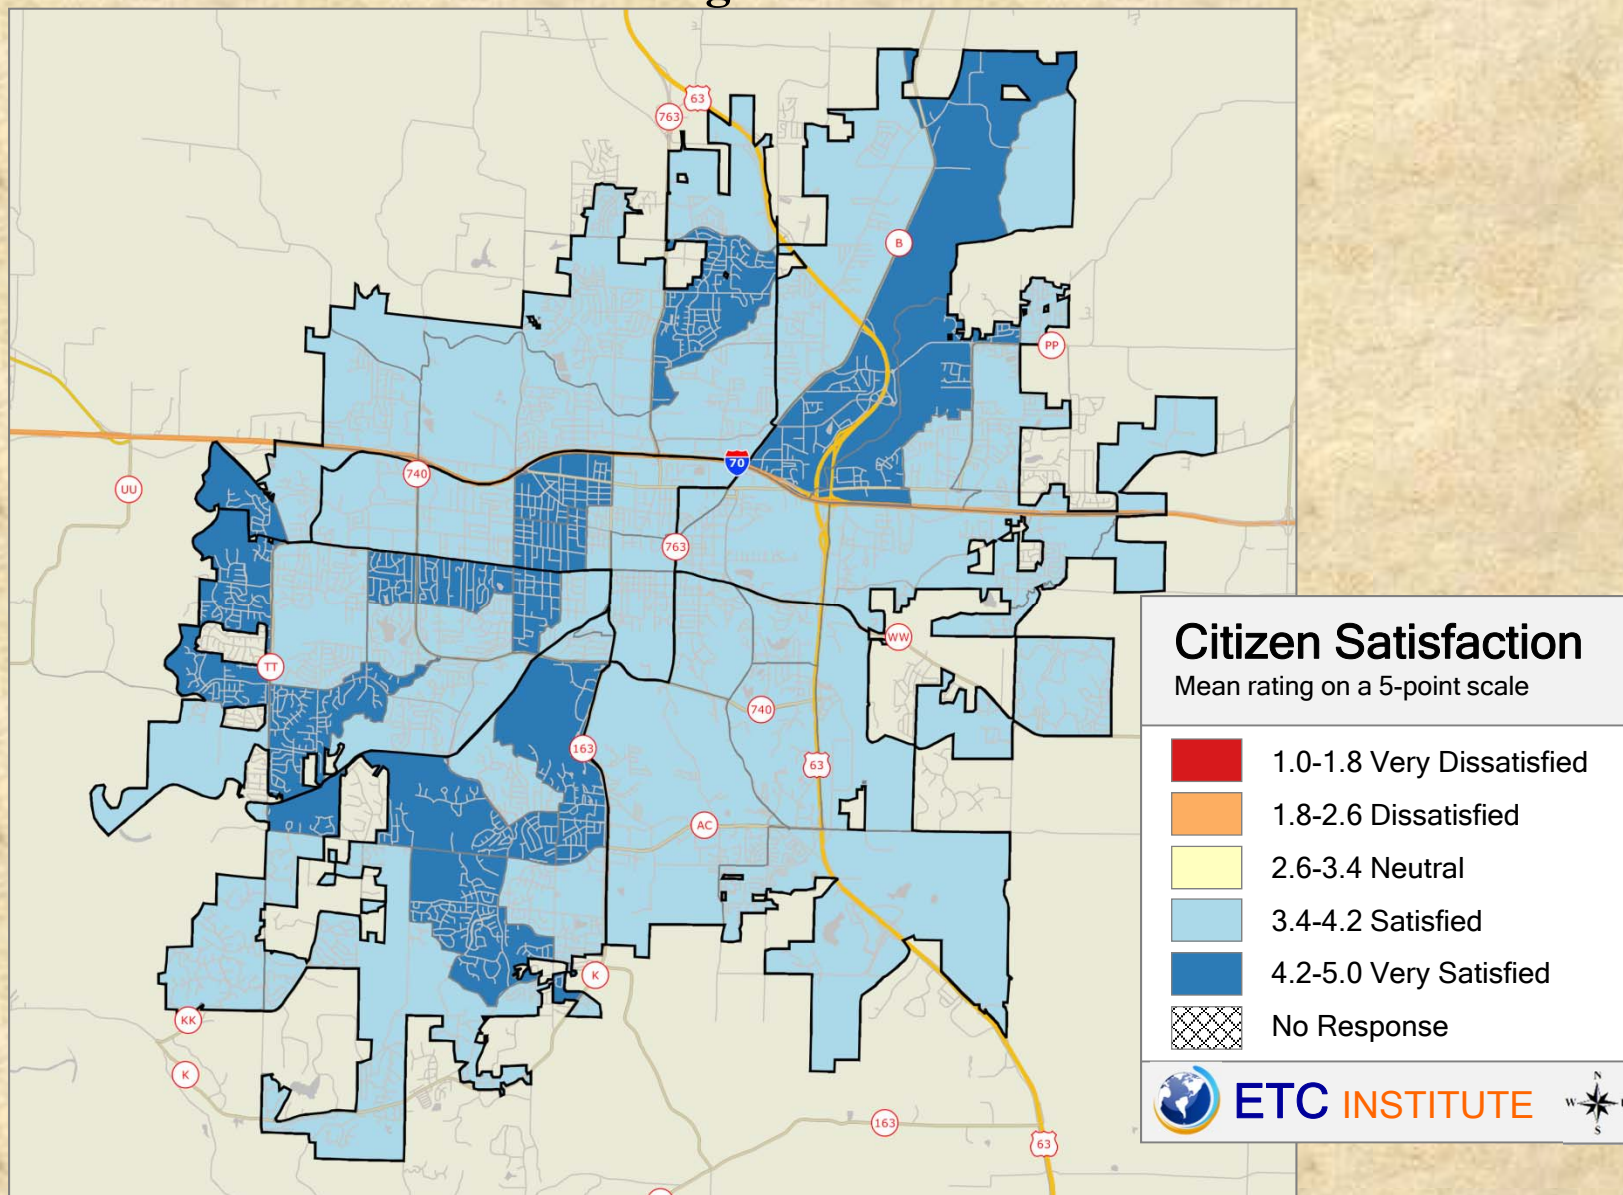 63
763
B
PP
70
740
UU
763
WW
TT
740
163
63
AC
K
KK
K
163
63
Citizen Satisfaction
Mean rating on a 5-point scale
1.0-1.8 Very Dissatisfied
1.8-2.6 Dissatisfied
2.6-3.4 Neutral
3.4-4.2 Satisfied
4.2-5.0 Very Satisfied
No Response
ETC INSTITUTE
N
W
S